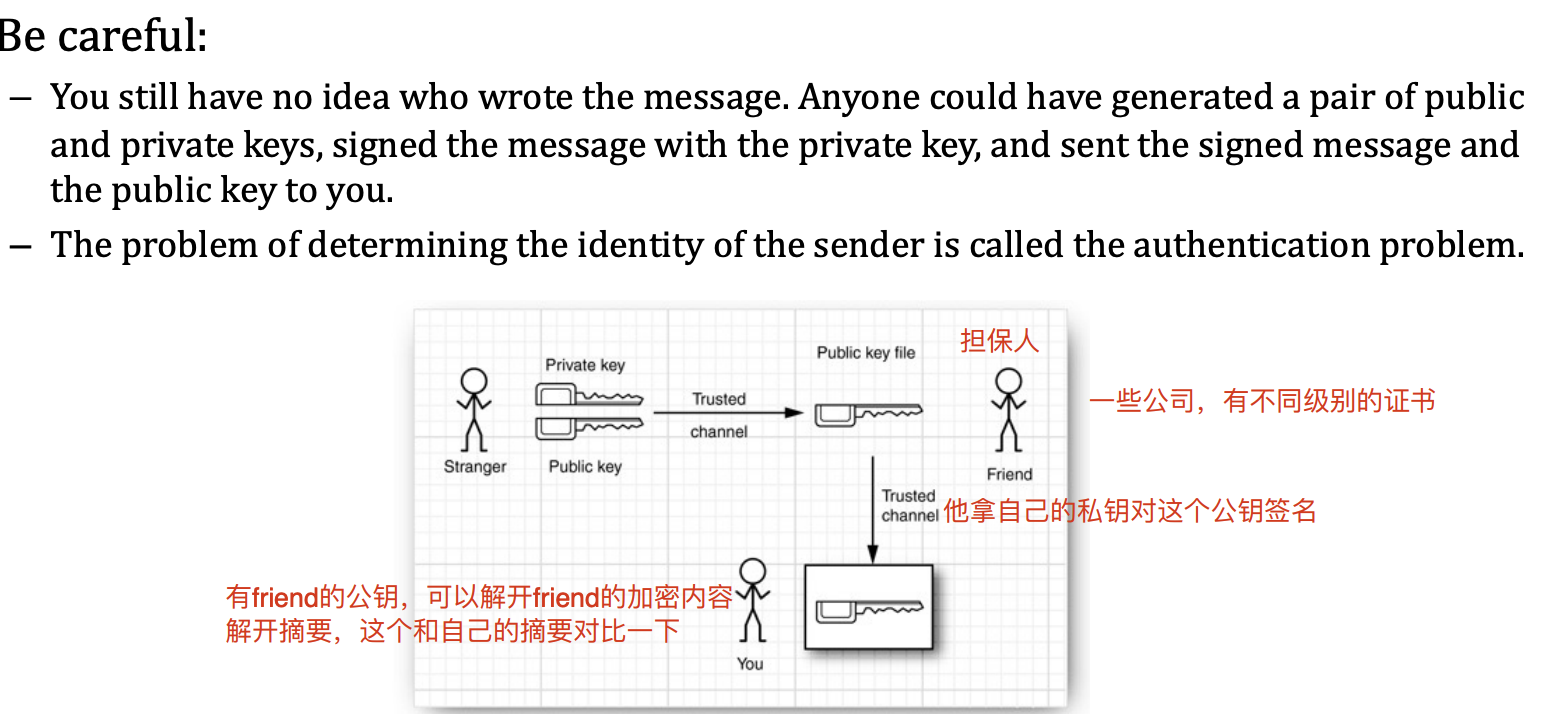 Be careful:
– You still have no idea who wrote the message. Anyone could have generated a pair of public
and private keys, signed the message with the private key, and sent the signed message and
the public key to you.
– The problem of determining the identity of the sender is called the authentication problem.
担保人
Public key file
Private key
Trusted
channel
一些公司，有不同级别的证书
Stranger
Public key
Friend
Trusted
channel
他拿自己的私钥对这个公钥签名
有friend的公钥，可以解开friend的加密内容
解开摘要，这个和自己的摘要对比一下
You